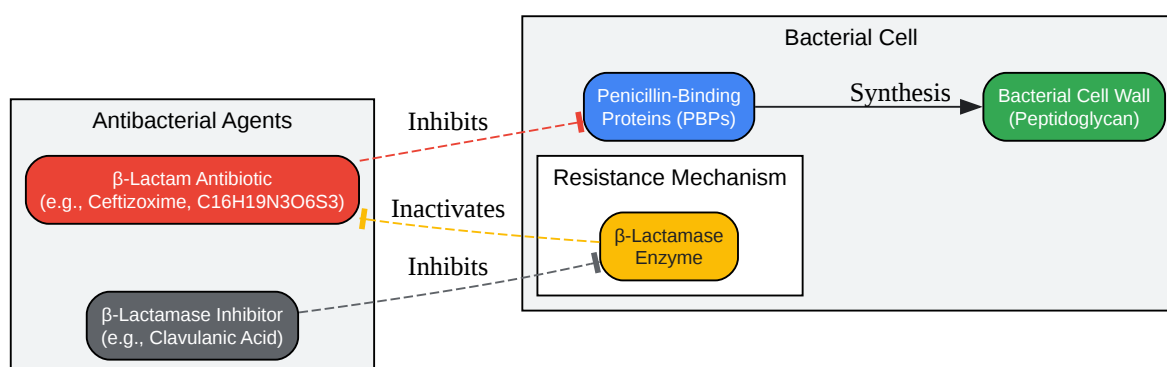 Antibacterial Agents
β-Lactam Antibiotic
(e.g., Ceftizoxime, C16H19N3O6S3)
β-Lactamase Inhibitor
(e.g., Clavulanic Acid)
Inhibits
Inactivates
Inhibits
Bacterial Cell
Penicillin-Binding
Proteins (PBPs)
Synthesis
Bacterial Cell Wall
(Peptidoglycan)
Resistance Mechanism
β-Lactamase
Enzyme